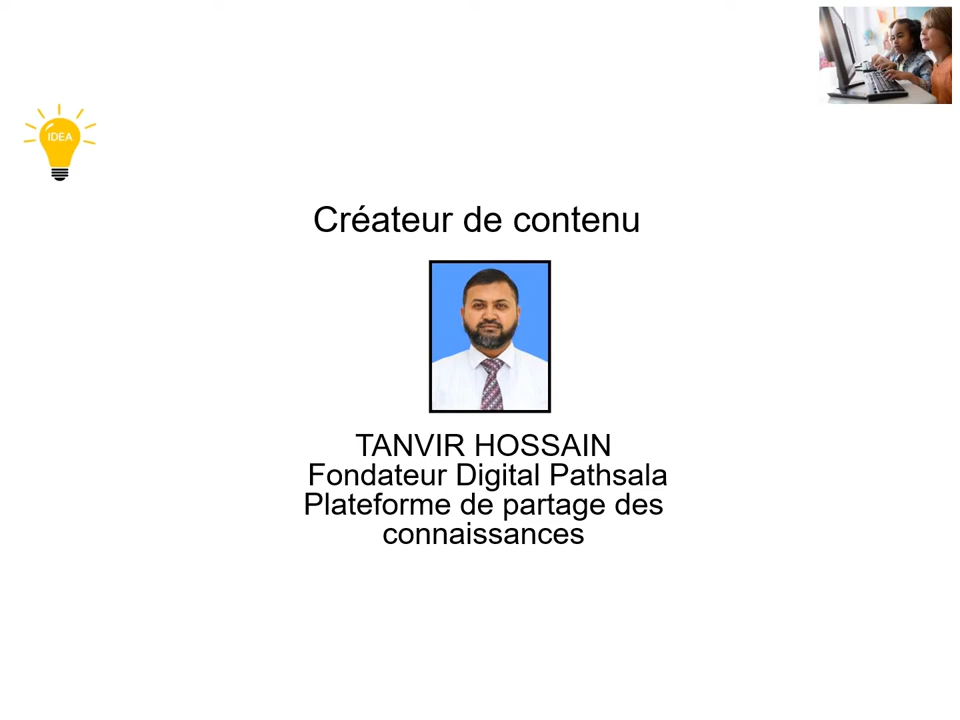 IDEA
Créateur de contenu
TANVIR HOSSAIN
Fondateur Digital Pathsala
Plateforme de partage des
connaissances